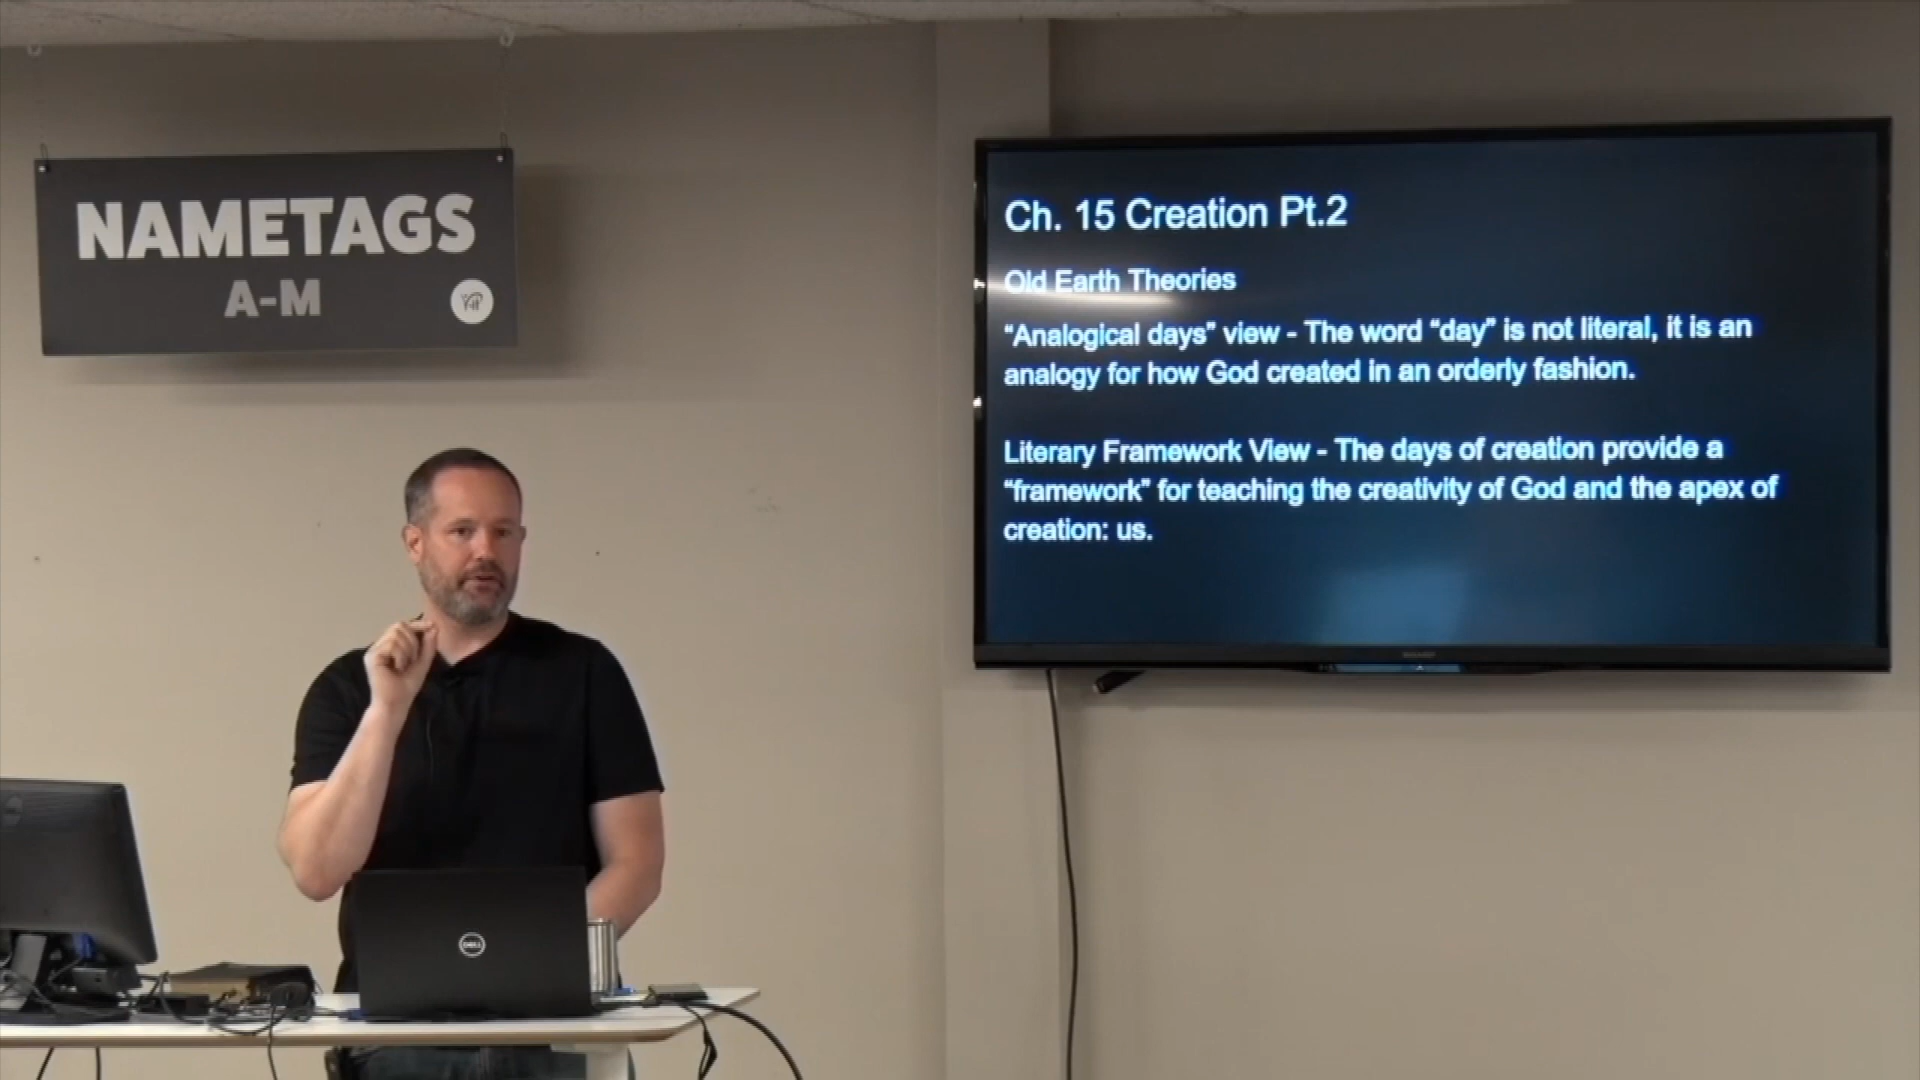 NAMETAGS
A-M
Ch. 15 Creation Pt.2
Old Earth Theories
“Analogical days” view - The word “day” is not literal, it is an
analogy for how God created in an orderly fashion.
Literary Framework View - The days of creation provide a
“framework” for teaching the creativity of God and the apex of
creation: us.
DELL